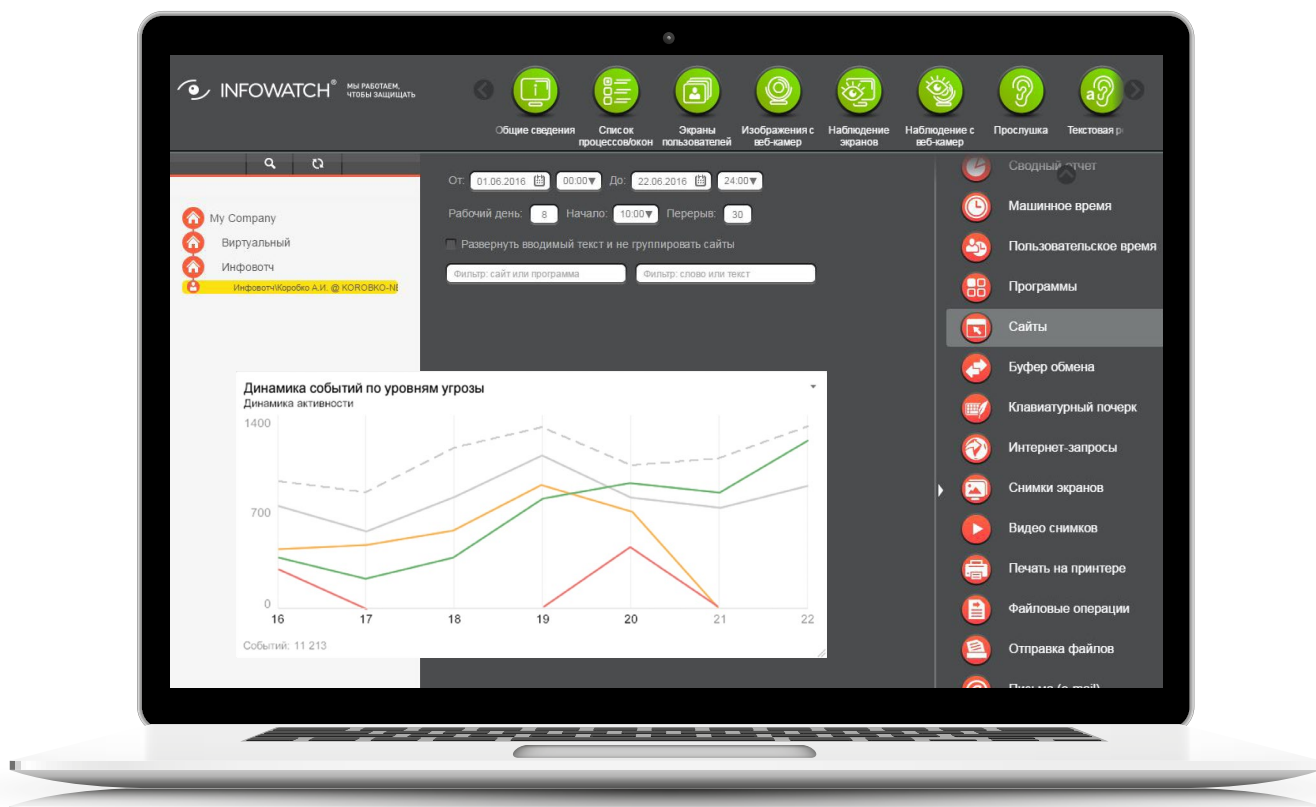 INFOWATCH®
МЫ РАБОТАЕМ,
ЧТОБЫ ЗАЩИЩАТЬ
Общие сведения
Список
процессов/окон
Экраны
пользователей
Изображения с
веб-камер
Наблюдение
экранов
Наблюдение с
веб-камер
Прослушка
Текстовая р
My Company
Виртуальный
Инфовотч
Инфовотч\Коробко А.И. @ KOROBKO-NE
От: 01.06.2016 00:00▼ До: 22.06.2016 24:00▼
Рабочий день: 8 Начало: 10:00▼ Перерыв: 30
Развернуть вводимый текст и не группировать сайты
Фильтр: сайт или программа
Фильтр: слово или текст
Динамика событий по уровням угрозы
Динамика активности
1400
700
0
16 17 18 19 20 21 22
Событий: 11 213
Сводный отчет
Машинное время
Пользовательское время
Программы
Сайты
Буфер обмена
Клавиатурный почерк
Интернет-запросы
Снимки экранов
Видео снимков
Печать на принтере
Файловые операции
Отправка файлов